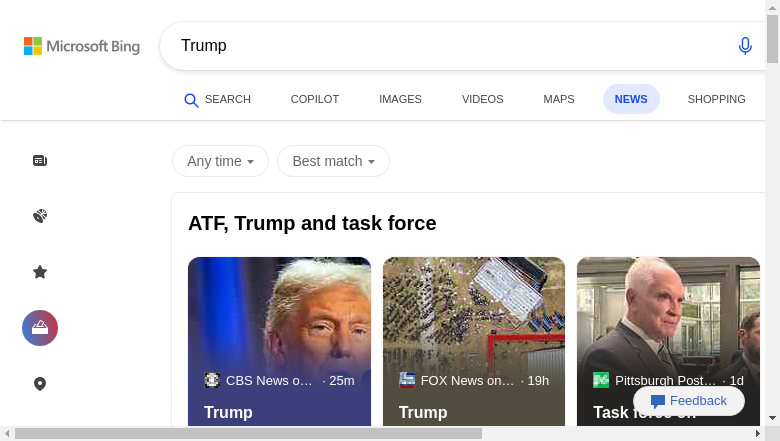 Microsoft Bing
Trump
SEARCH
COPILOT
IMAGES
VIDEOS
MAPS
NEWS
SHOPPING
Any time
Best match
ATF, Trump and task force
CBS News o… · 25m
Trump
FOX News on… · 19h
Trump
Pittsburgh Post… · 1d
Task force on
Feedback